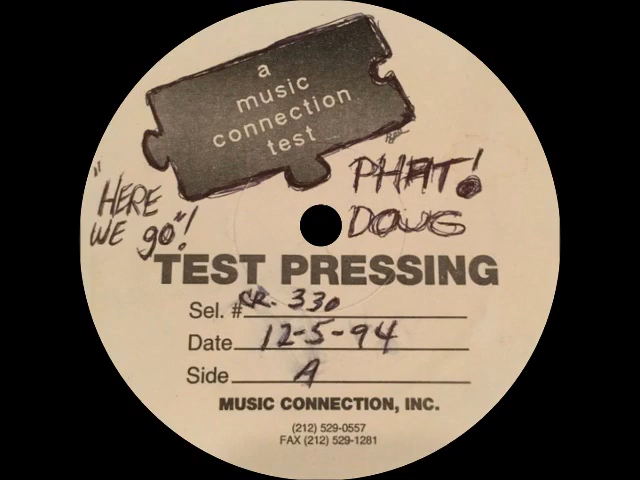 a
music
connection
test
PHAT!
DOUG
"HERE
WE go"!
TEST PRESSING
Sel. # CR. 330
Date 12-5-94
Side A
MUSIC CONNECTION, INC.
(212) 529-0557
FAX (212) 529-1281